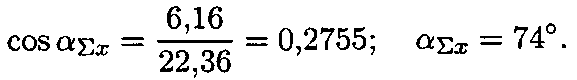 cos α_Σx = 6,16 / 22,36 = 0,2755; α_Σx = 74°.